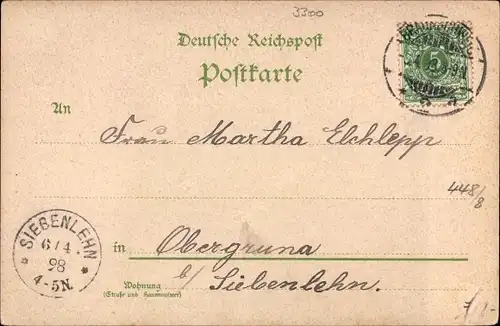 3300
Deutsche Reichspost
Postkarte
An
Frau Martha Elchlepp
448/8
SIEBENLEHN
6/4.
98
4-5N.
in Obergruna
b/ Siebenlehn.
Wohnung
(Straße und Hausnummer)
5